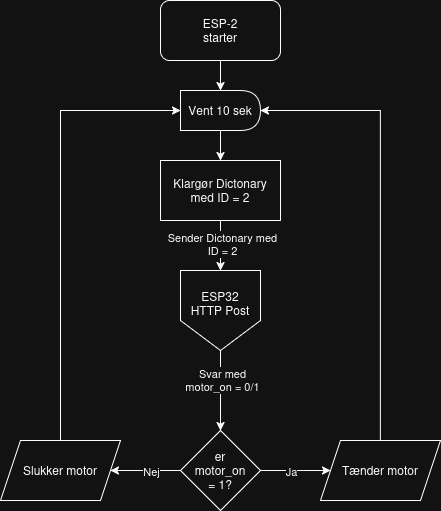 ESP-2
starter
Vent 10 sek
Klargør Dictonary
med ID = 2
Sender Dictonary med
ID = 2
ESP32
HTTP Post
Svar med
motor_on = 0/1
er
motor_on
= 1?
Slukker motor
Nej
Ja
Tænder motor